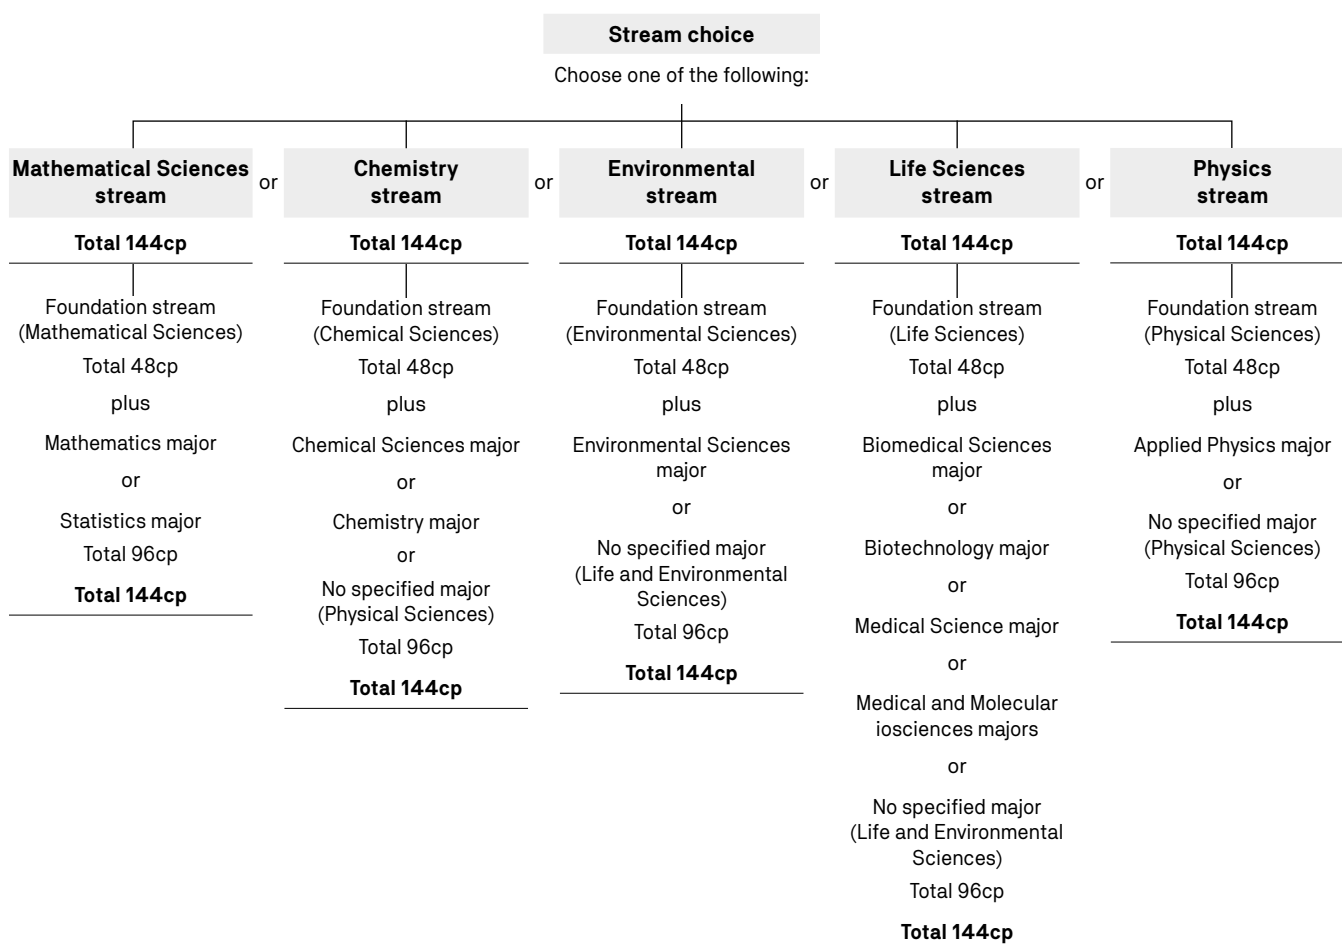 Stream choice
Choose one of the following:
Mathematical Sciences
stream
Total 144cp
Foundation stream
(Mathematical Sciences)
Total 48cp
plus
Mathematics major
or
Statistics major
Total 96cp
Total 144cp
or
Chemistry
stream
Total 144cp
Foundation stream
(Chemical Sciences)
Total 48cp
plus
Chemical Sciences major
or
Chemistry major
or
No specified major
(Physical Sciences)
Total 96cp
Total 144cp
or
Environmental
stream
Total 144cp
Foundation stream
(Environmental Sciences)
Total 48cp
plus
Environmental Sciences
major
or
No specified major
(Life and Environmental
Sciences)
Total 96cp
Total 144cp
or
Life Sciences
stream
Total 144cp
Foundation stream
(Life Sciences)
Total 48cp
plus
Biomedical Sciences
major
or
Biotechnology major
or
Medical Science major
or
Medical and Molecular
iosciences majors
or
No specified major
(Life and Environmental
Sciences)
Total 96cp
Total 144cp
or
Physics
stream
Total 144cp
Foundation stream
(Physical Sciences)
Total 48cp
plus
Applied Physics major
or
No specified major
(Physical Sciences)
Total 96cp
Total 144cp